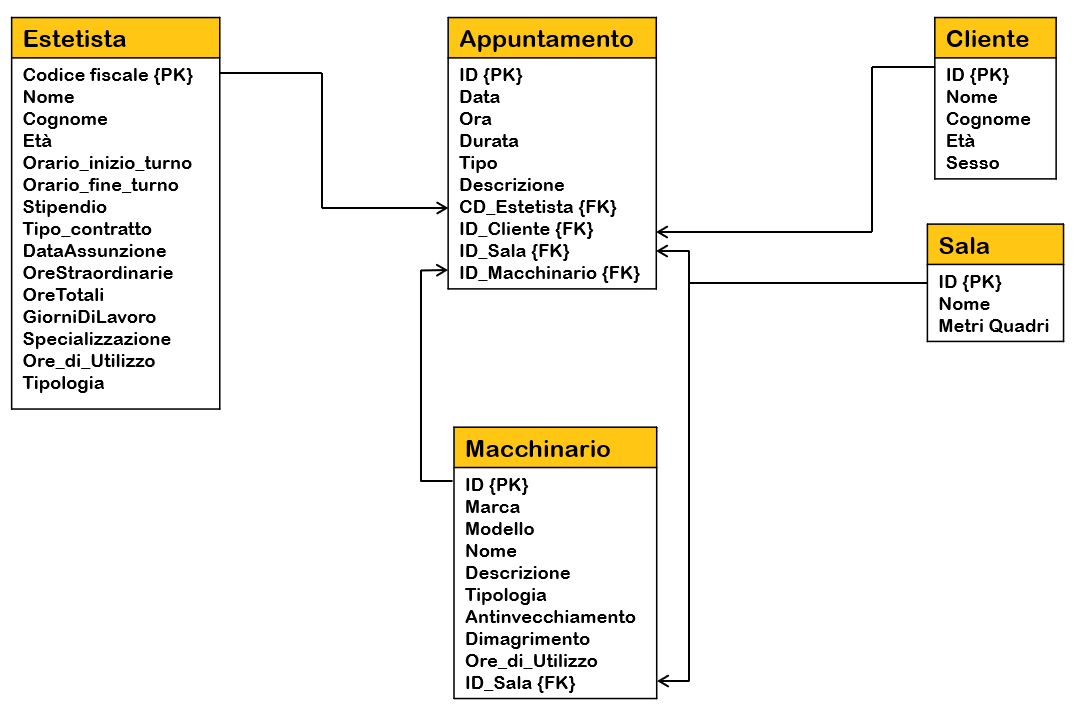 Estetista
Codice fiscale {PK}
Nome
Cognome
Età
Orario_inizio_turno
Orario_fine_turno
Stipendio
Tipo_contratto
DataAssunzione
OreStraordinarie
OreTotali
GiorniDiLavoro
Specializzazione
Ore_di_Utilizzo
Tipologia
Appuntamento
ID {PK}
Data
Ora
Durata
Tipo
Descrizione
CD_Estetista {FK}
ID_Cliente {FK}
ID_Sala {FK}
ID_Macchinario {FK}
Cliente
ID {PK}
Nome
Cognome
Età
Sesso
Sala
ID {PK}
Nome
Metri Quadri
Macchinario
ID {PK}
Marca
Modello
Nome
Descrizione
Tipologia
Antinvecchiamento
Dimagrimento
Ore_di_Utilizzo
ID_Sala {FK}